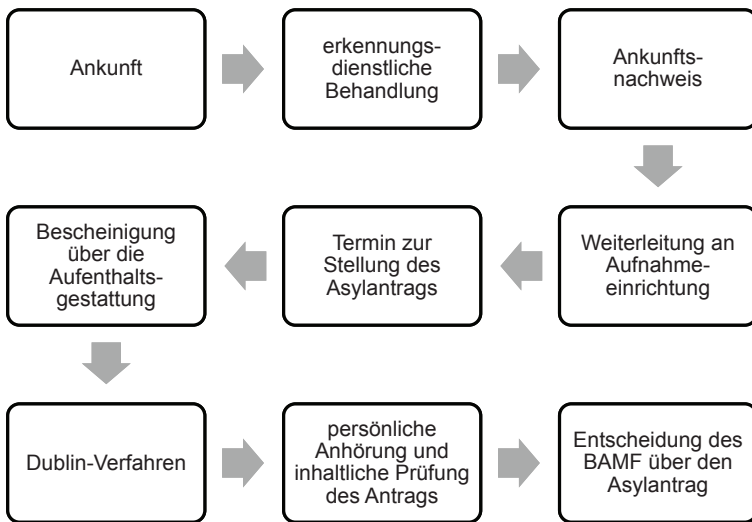 Ankunft
erkennungs-
dienstliche
Behandlung
Ankunfts-
nachweis
Weiterleitung an
Aufnahme-
einrichtung
Termin zur
Stellung des
Asylantrags
Bescheinigung
über die
Aufenthalts-
gestattung
Dublin-Verfahren
persönliche
Anhörung und
inhaltliche Prüfung
des Antrags
Entscheidung des
BAMF über den
Asylantrag